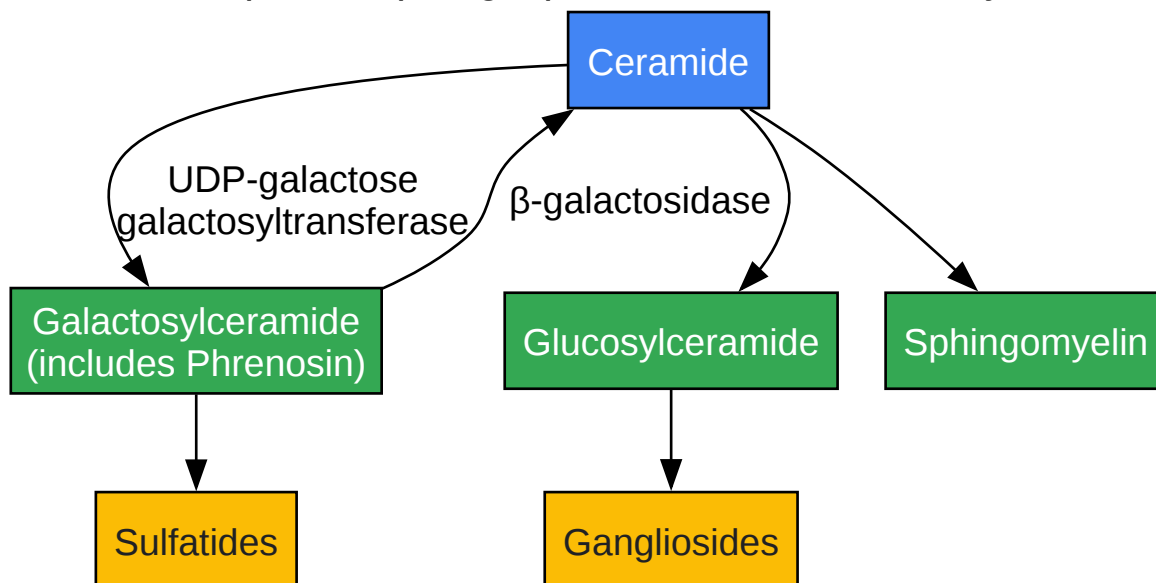 Ceramide
UDP-galactose
galactosyltransferase
β-galactosidase
Galactosylceramide
(includes Phrenosin)
Glucosylceramide
Sphingomyelin
Sulfatides
Gangliosides